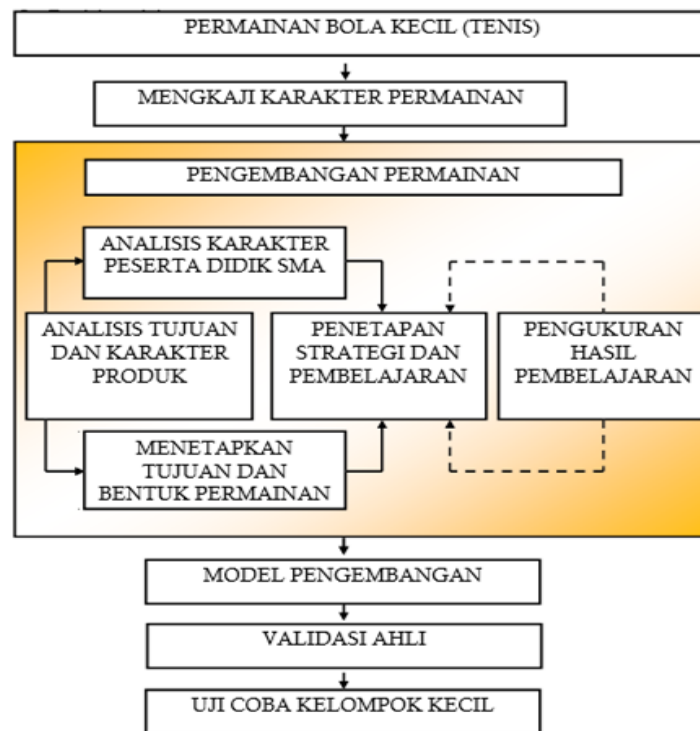 PERMAINAN BOLA KECIL (TENIS)
MENGKAJI KARAKTER PERMAINAN
PENGEMBANGAN PERMAINAN
ANALISIS KARAKTER
PESERTA DIDIK SMA
ANALISIS TUJUAN
DAN KARAKTER
PRODUK
PENETAPAN
STRATEGI DAN
PEMBELAJARAN
PENGUKURAN
HASIL
PEMBELAJARAN
MENETAPKAN
TUJUAN DAN
BENTUK PERMAINAN
MODEL PENGEMBANGAN
VALIDASI AHLI
UJI COBA KELOMPOK KECIL